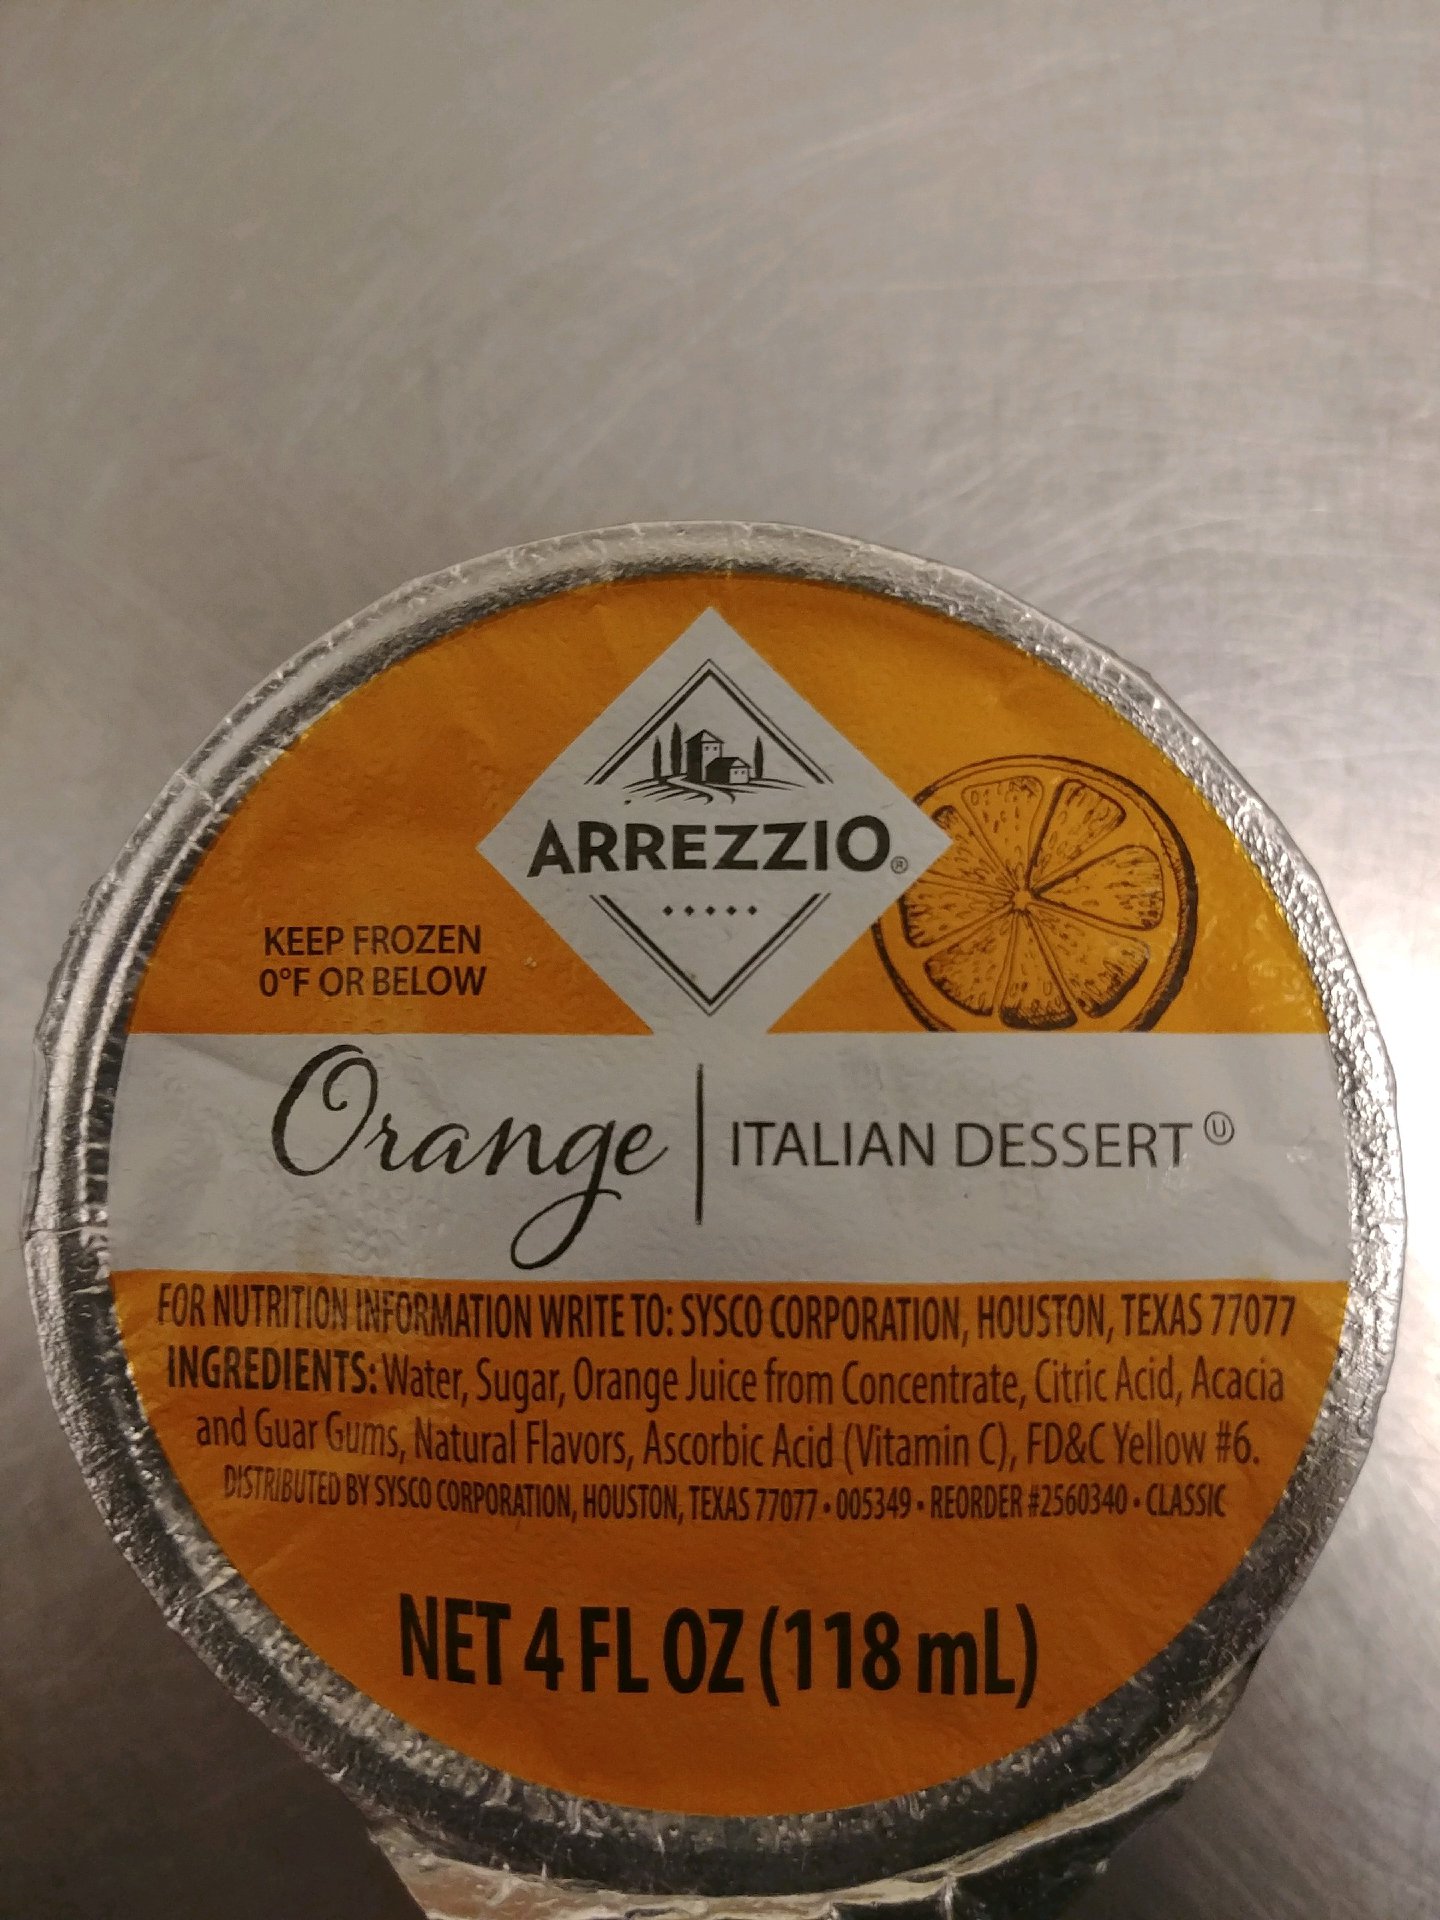 ARREZZIO®
KEEP FROZEN
0°F OR BELOW
Orange | ITALIAN DESSERT Ⓤ
FOR NUTRITION INFORMATION WRITE TO: SYSCO CORPORATION, HOUSTON, TEXAS 77077
INGREDIENTS: Water, Sugar, Orange Juice from Concentrate, Citric Acid, Acacia
and Guar Gums, Natural Flavors, Ascorbic Acid (Vitamin C), FD&C Yellow #6.
DISTRIBUTED BY SYSCO CORPORATION, HOUSTON, TEXAS 77077 • 005349 • REORDER #2560340 • CLASSIC
NET 4 FL OZ (118 mL)